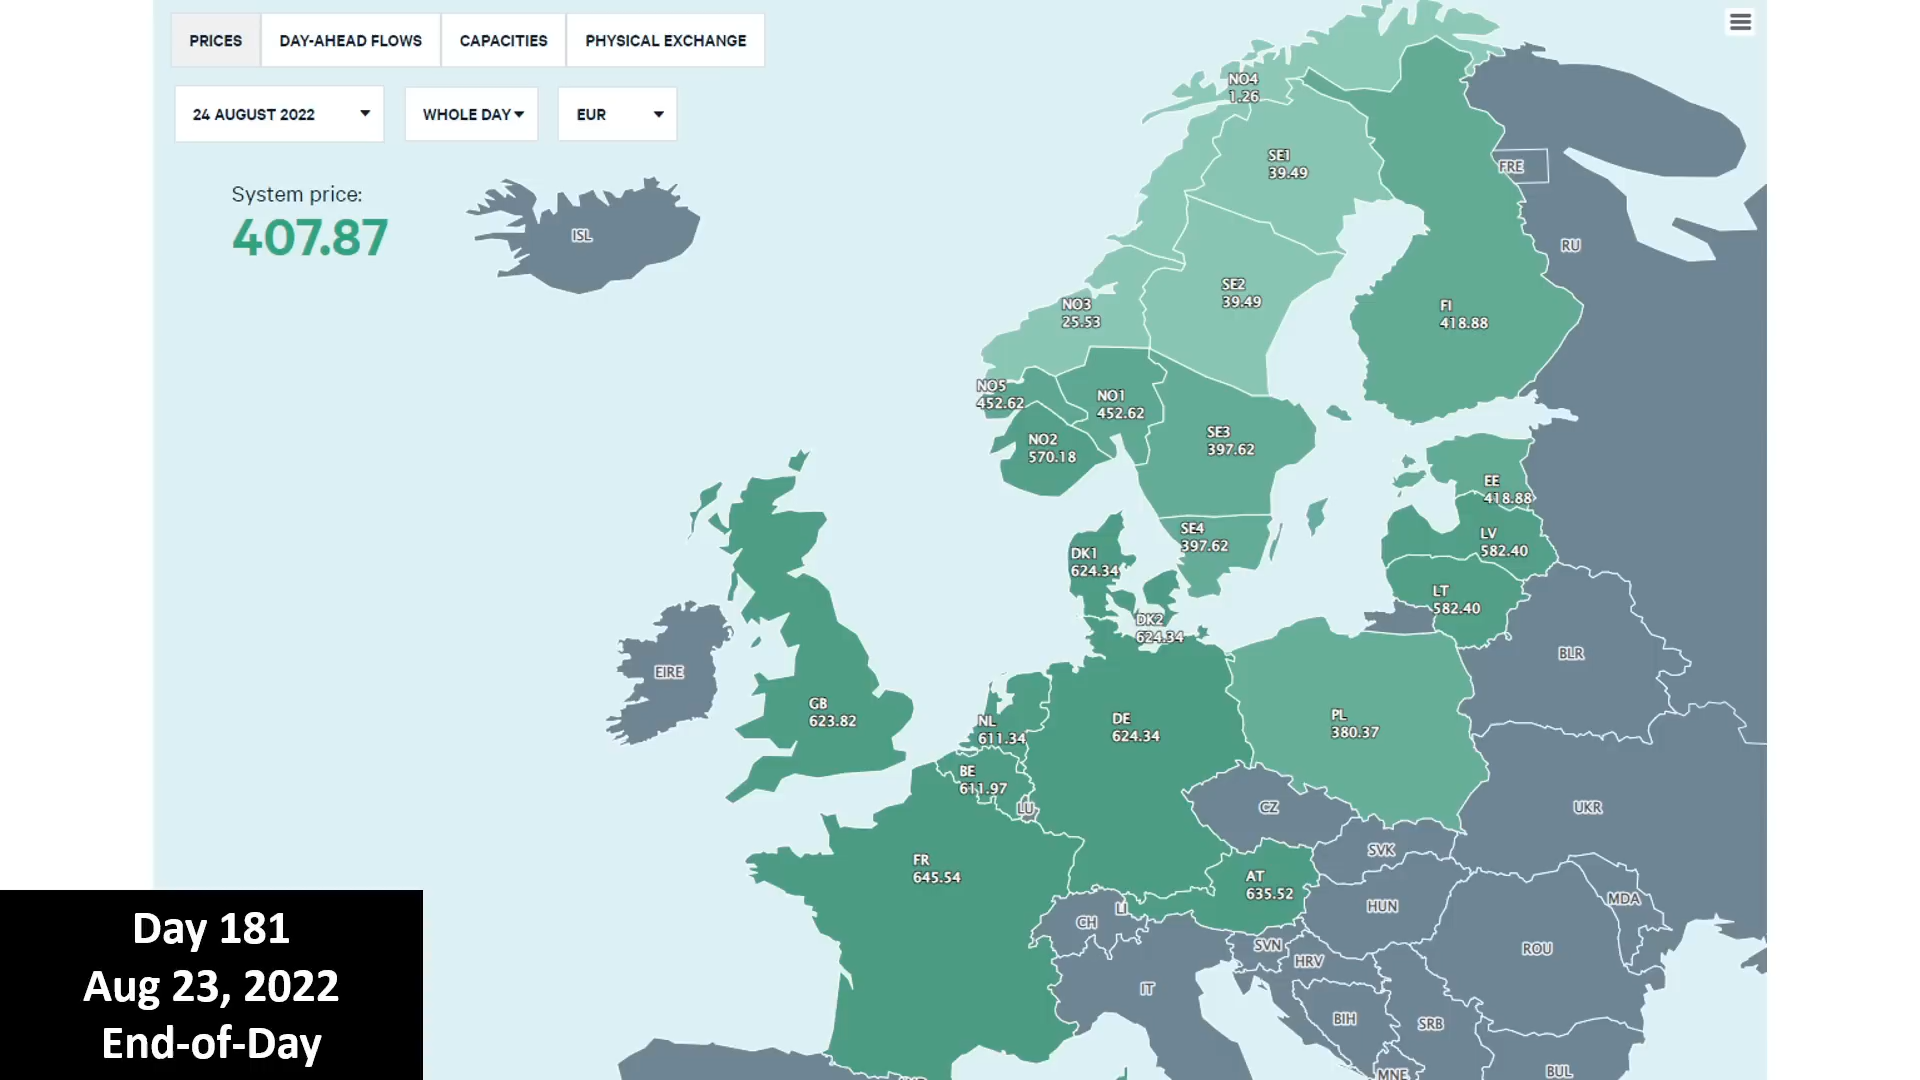 PRICES
DAY-AHEAD FLOWS
CAPACITIES
PHYSICAL EXCHANGE
24 AUGUST 2022
WHOLE DAY
EUR
System price:
407.87
ISL
NO4
1.26
SE1
39.49
FRE
RU
SE2
39.49
NO3
25.53
FI
418.88
NO5
452.62
NO1
452.62
NO2
570.18
SE3
397.62
EE
418.88
SE4
397.62
LV
582.40
DK1
624.34
LT
582.40
DK2
624.34
BLR
EIRE
GB
623.82
NL
611.34
DE
624.34
PL
380.37
BE
611.97
LU
CZ
UKR
SVK
FR
645.54
AT
635.52
HUN
MDA
CH
LI
SVN
HRV
ROU
IT
BIH
SRB
MNE
BUL
Day 181
Aug 23, 2022
End-of-Day